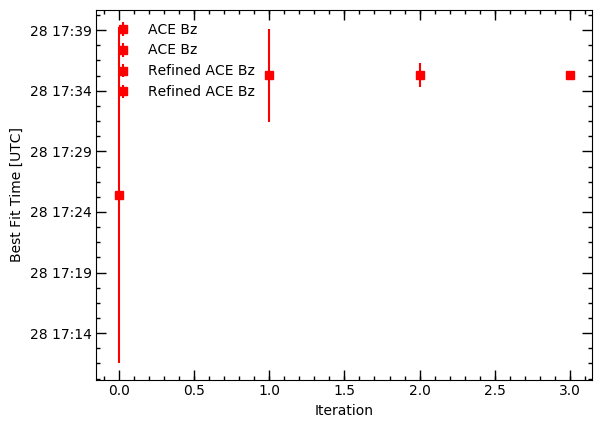 28 17:39
28 17:34
28 17:29
28 17:24
28 17:19
28 17:14
Best Fit Time [UTC]
ACE Bz
ACE Bz
Refined ACE Bz
Refined ACE Bz
0.0 0.5 1.0 1.5 2.0 2.5 3.0
Iteration